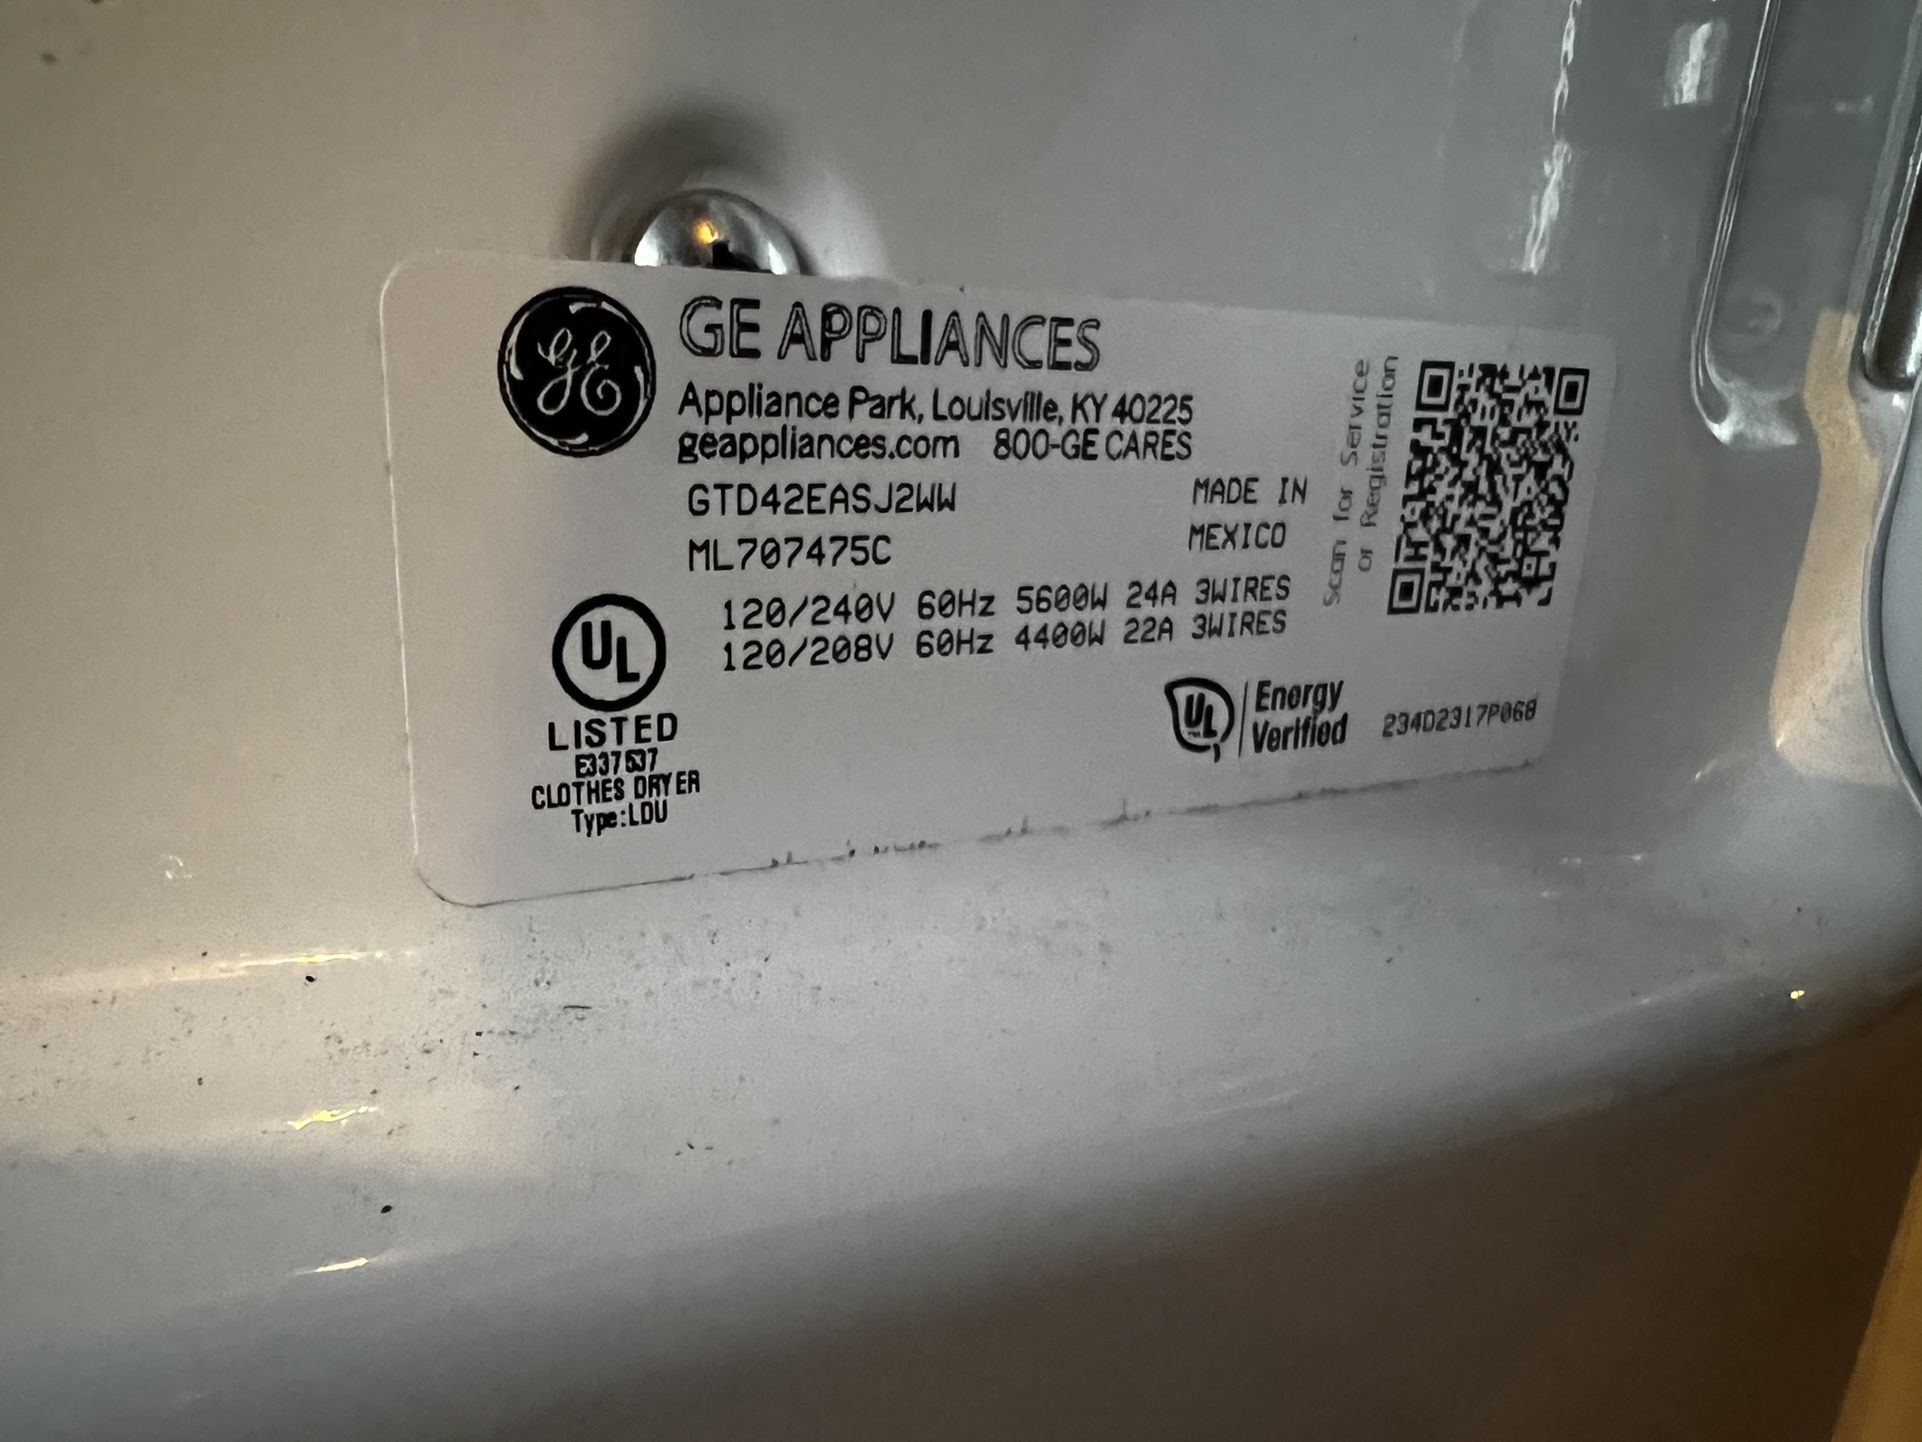 GE
GE APPLIANCES
Appliance Park, Louisville, KY 40225
geappliances.com 800-GE CARES
GTD42EASJ2WW
ML707475C
MADE IN
MEXICO
120/240V 60Hz 5600W 24A 3WIRES
120/208V 60Hz 4400W 22A 3WIRES
Scan for Service
or Registration
UL
LISTED
E337537
CLOTHES DRYER
Type:LDU
UL
Energy
Verified
234D2317P068